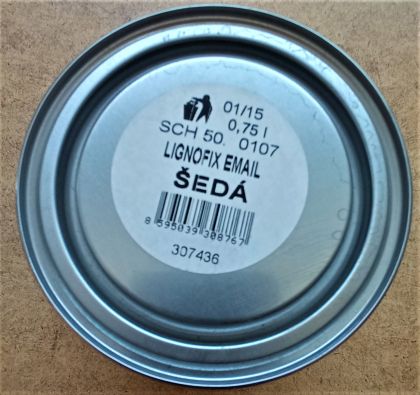 01/15
0,75 l
SCH 50. 0107
LIGNOFIX EMAIL
ŠEDÁ
8 595039 308767
307436